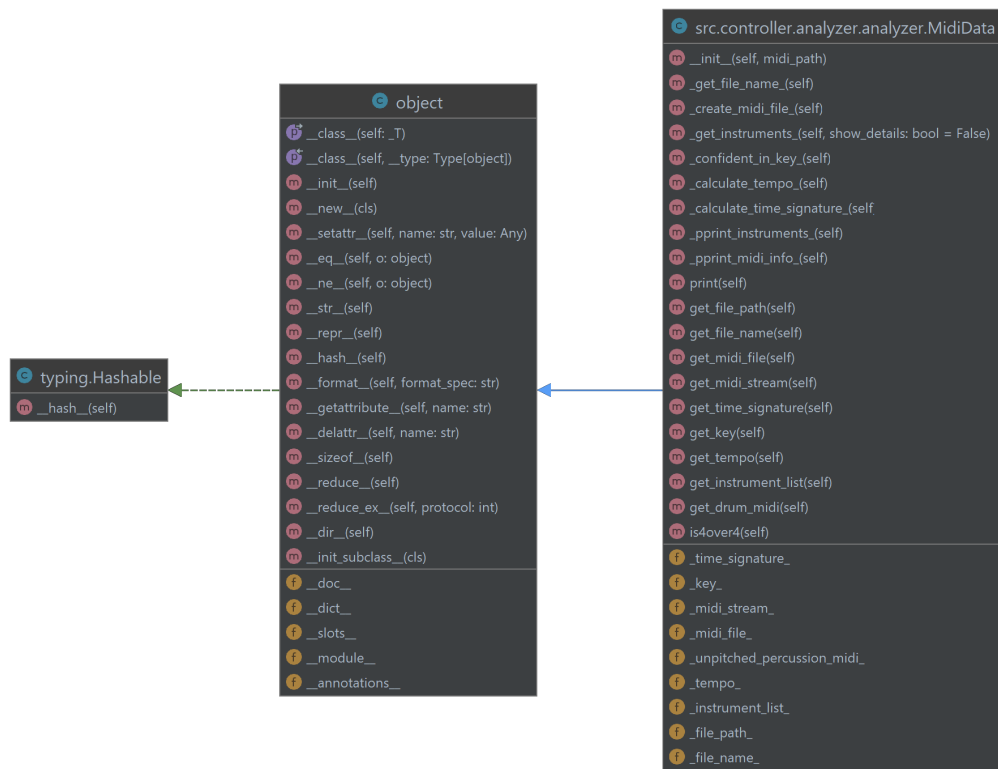 typing.Hashable
__hash__(self)
object
__class__(self: _T)
__class__(self, __type: Type[object])
__init__(self)
__new__(cls)
__setattr__(self, name: str, value: Any)
__eq__(self, o: object)
__ne__(self, o: object)
__str__(self)
__repr__(self)
__hash__(self)
__format__(self, format_spec: str)
__getattribute__(self, name: str)
__delattr__(self, name: str)
__sizeof__(self)
__reduce__(self)
__reduce_ex__(self, protocol: int)
__dir__(self)
__init_subclass__(cls)
__doc__
__dict__
__slots__
__module__
__annotations__
src.controller.analyzer.analyzer.MidiData
__init__(self, midi_path)
_get_file_name_(self)
_create_midi_file_(self)
_get_instruments_(self, show_details: bool = False)
_confident_in_key_(self)
_calculate_tempo_(self)
_calculate_time_signature_(self
_pprint_instruments_(self)
_pprint_midi_info_(self)
print(self)
get_file_path(self)
get_file_name(self)
get_midi_file(self)
get_midi_stream(self)
get_time_signature(self)
get_key(self)
get_tempo(self)
get_instrument_list(self)
get_drum_midi(self)
is4over4(self)
_time_signature_
_key_
_midi_stream_
_midi_file_
_unpitched_percussion_midi_
_tempo_
_instrument_list_
_file_path_
_file_name_